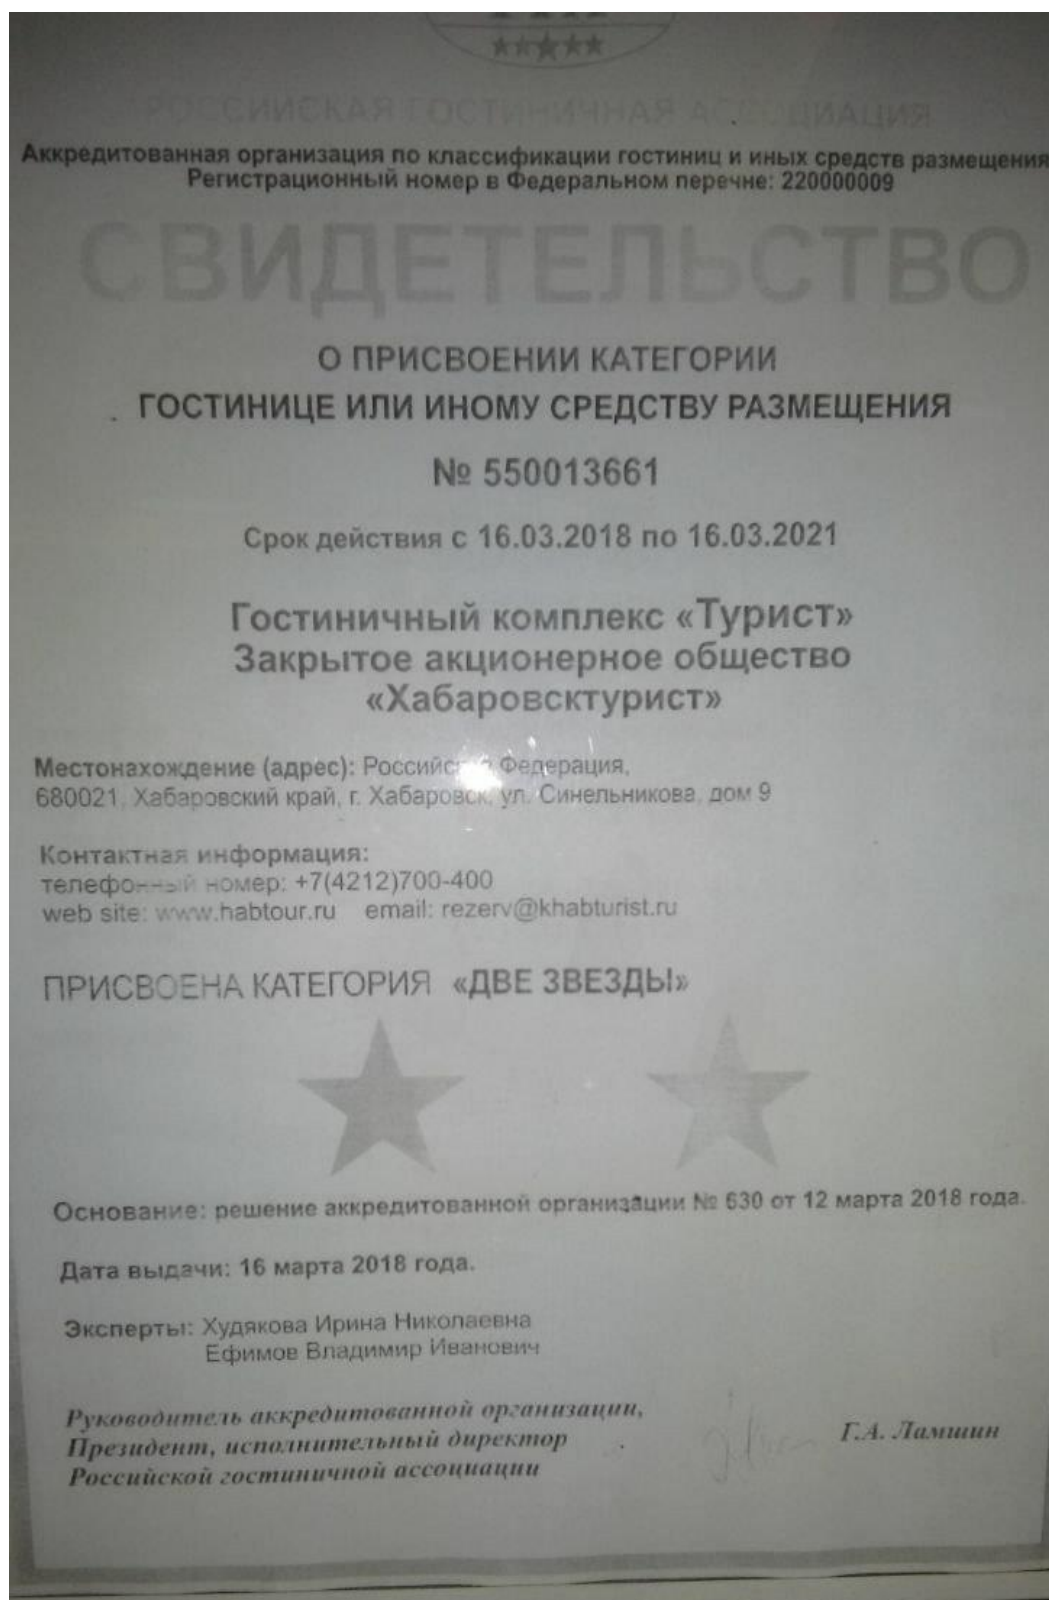 РОССИЙСКАЯ ГОСТИНИЧНАЯ АССОЦИАЦИЯ
Аккредитованная организация по классификации гостиниц и иных средств размещения
Регистрационный номер в Федеральном перечне: 220000009
СВИДЕТЕЛЬСТВО
О ПРИСВОЕНИИ КАТЕГОРИИ
ГОСТИНИЦЕ ИЛИ ИНОМУ СРЕДСТВУ РАЗМЕЩЕНИЯ
№ 550013661
Срок действия с 16.03.2018 по 16.03.2021
Гостиничный комплекс «Турист»
Закрытое акционерное общество
«Хабаровсктурист»
Местонахождение (адрес): Российская Федерация,
680021, Хабаровский край, г. Хабаровск, ул. Синельникова, дом 9
Контактная информация:
телефонный номер: +7(4212)700-400
web site: www.habtour.ru email: rezerv@khabturist.ru
ПРИСВОЕНА КАТЕГОРИЯ «ДВЕ ЗВЕЗДЫ»
Основание: решение аккредитованной организации № 630 от 12 марта 2018 года.
Дата выдачи: 16 марта 2018 года.
Эксперты: Худякова Ирина Николаевна
Ефимов Владимир Иванович
Руководитель аккредитованной организации,
Президент, исполнительный директор
Российской гостиничной ассоциации
Г.А. Ламшин